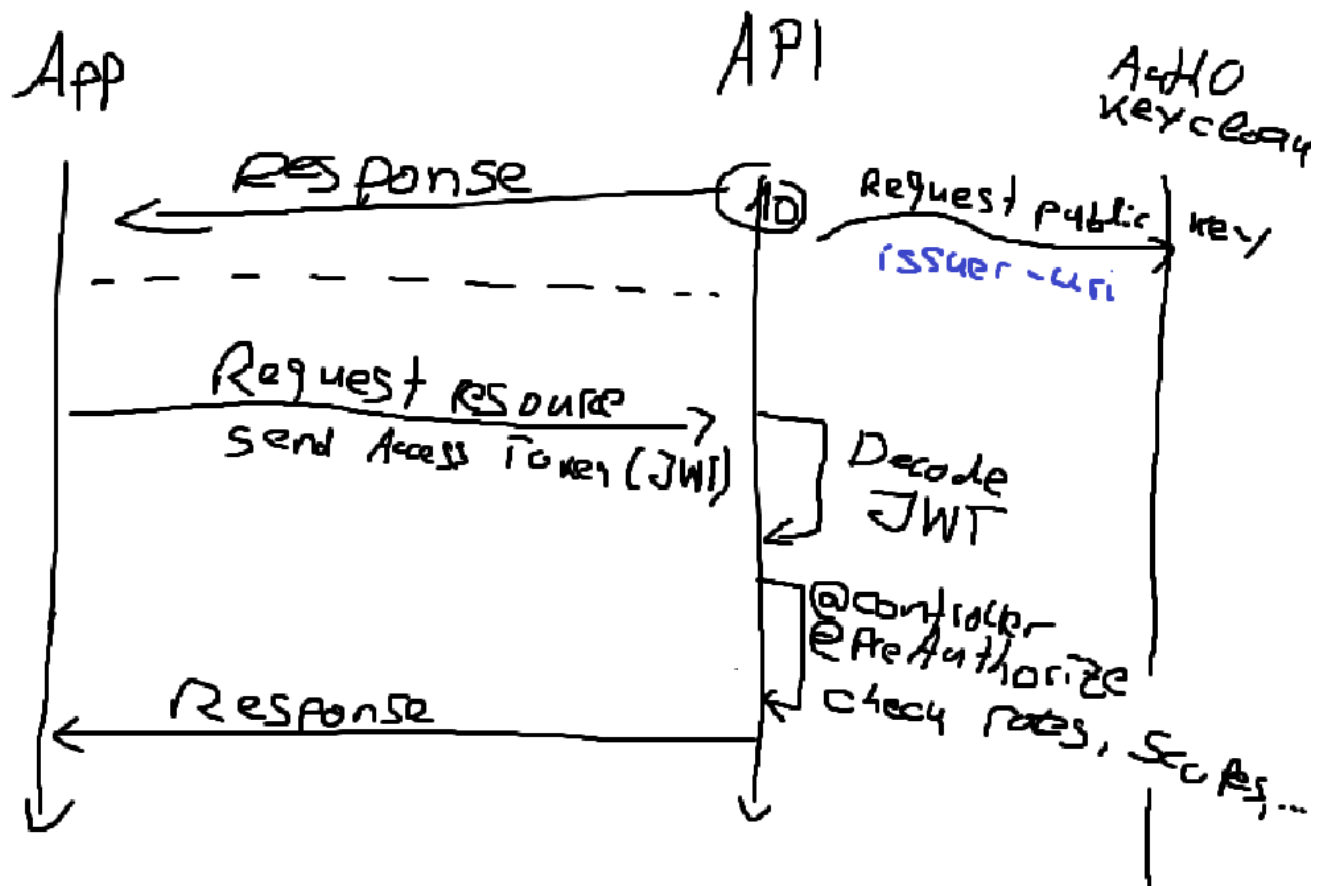 App
API
Auth0
Keycloak
Response
10
Request public key
issuer-uri
Request resource
Send Access Token (JWT)
Decode
JWT
@controller
@PreAuthorize
check roles, scopes,...
Response